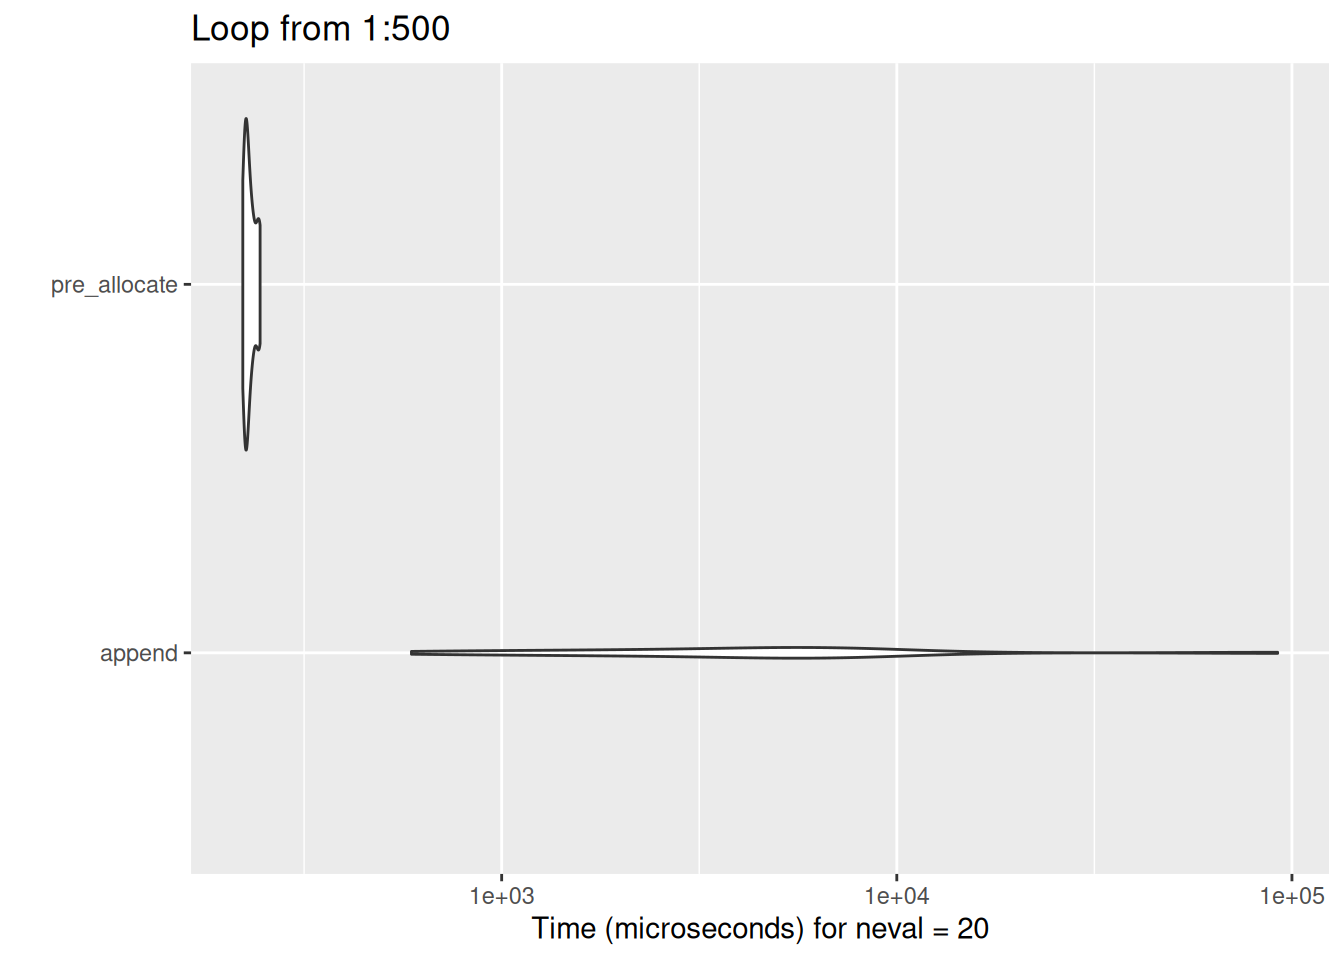 Loop from 1:500
pre_allocate
append
1e+03 1e+04 1e+05
Time (microseconds) for neval = 20